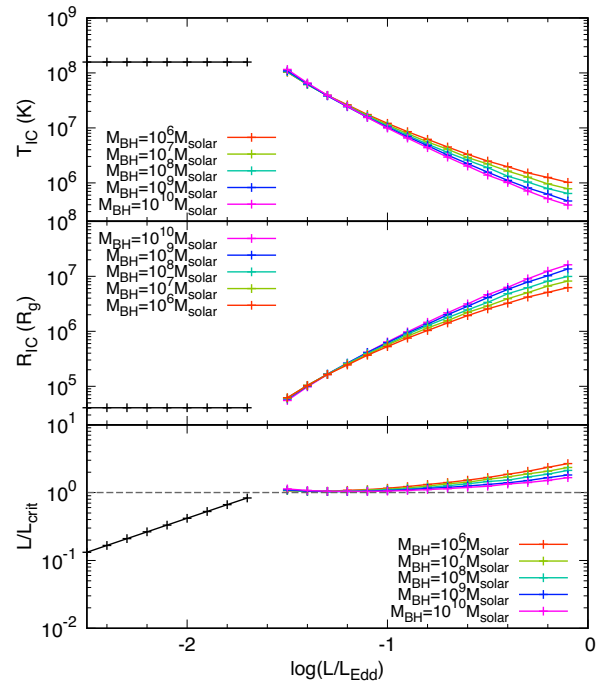 10^9
10^8
10^7
10^6
T_IC (K)
M_BH=10^6M_solar
M_BH=10^7M_solar
M_BH=10^8M_solar
M_BH=10^9M_solar
M_BH=10^10M_solar
10^8
10^7
10^6
10^5
R_IC (R_g)
M_BH=10^10M_solar
M_BH=10^9M_solar
M_BH=10^8M_solar
M_BH=10^7M_solar
M_BH=10^6M_solar
10^1
10^0
10^-1
10^-2
L/L_crit
M_BH=10^6M_solar
M_BH=10^7M_solar
M_BH=10^8M_solar
M_BH=10^9M_solar
M_BH=10^10M_solar
-2 -1 0
log(L/L_Edd)